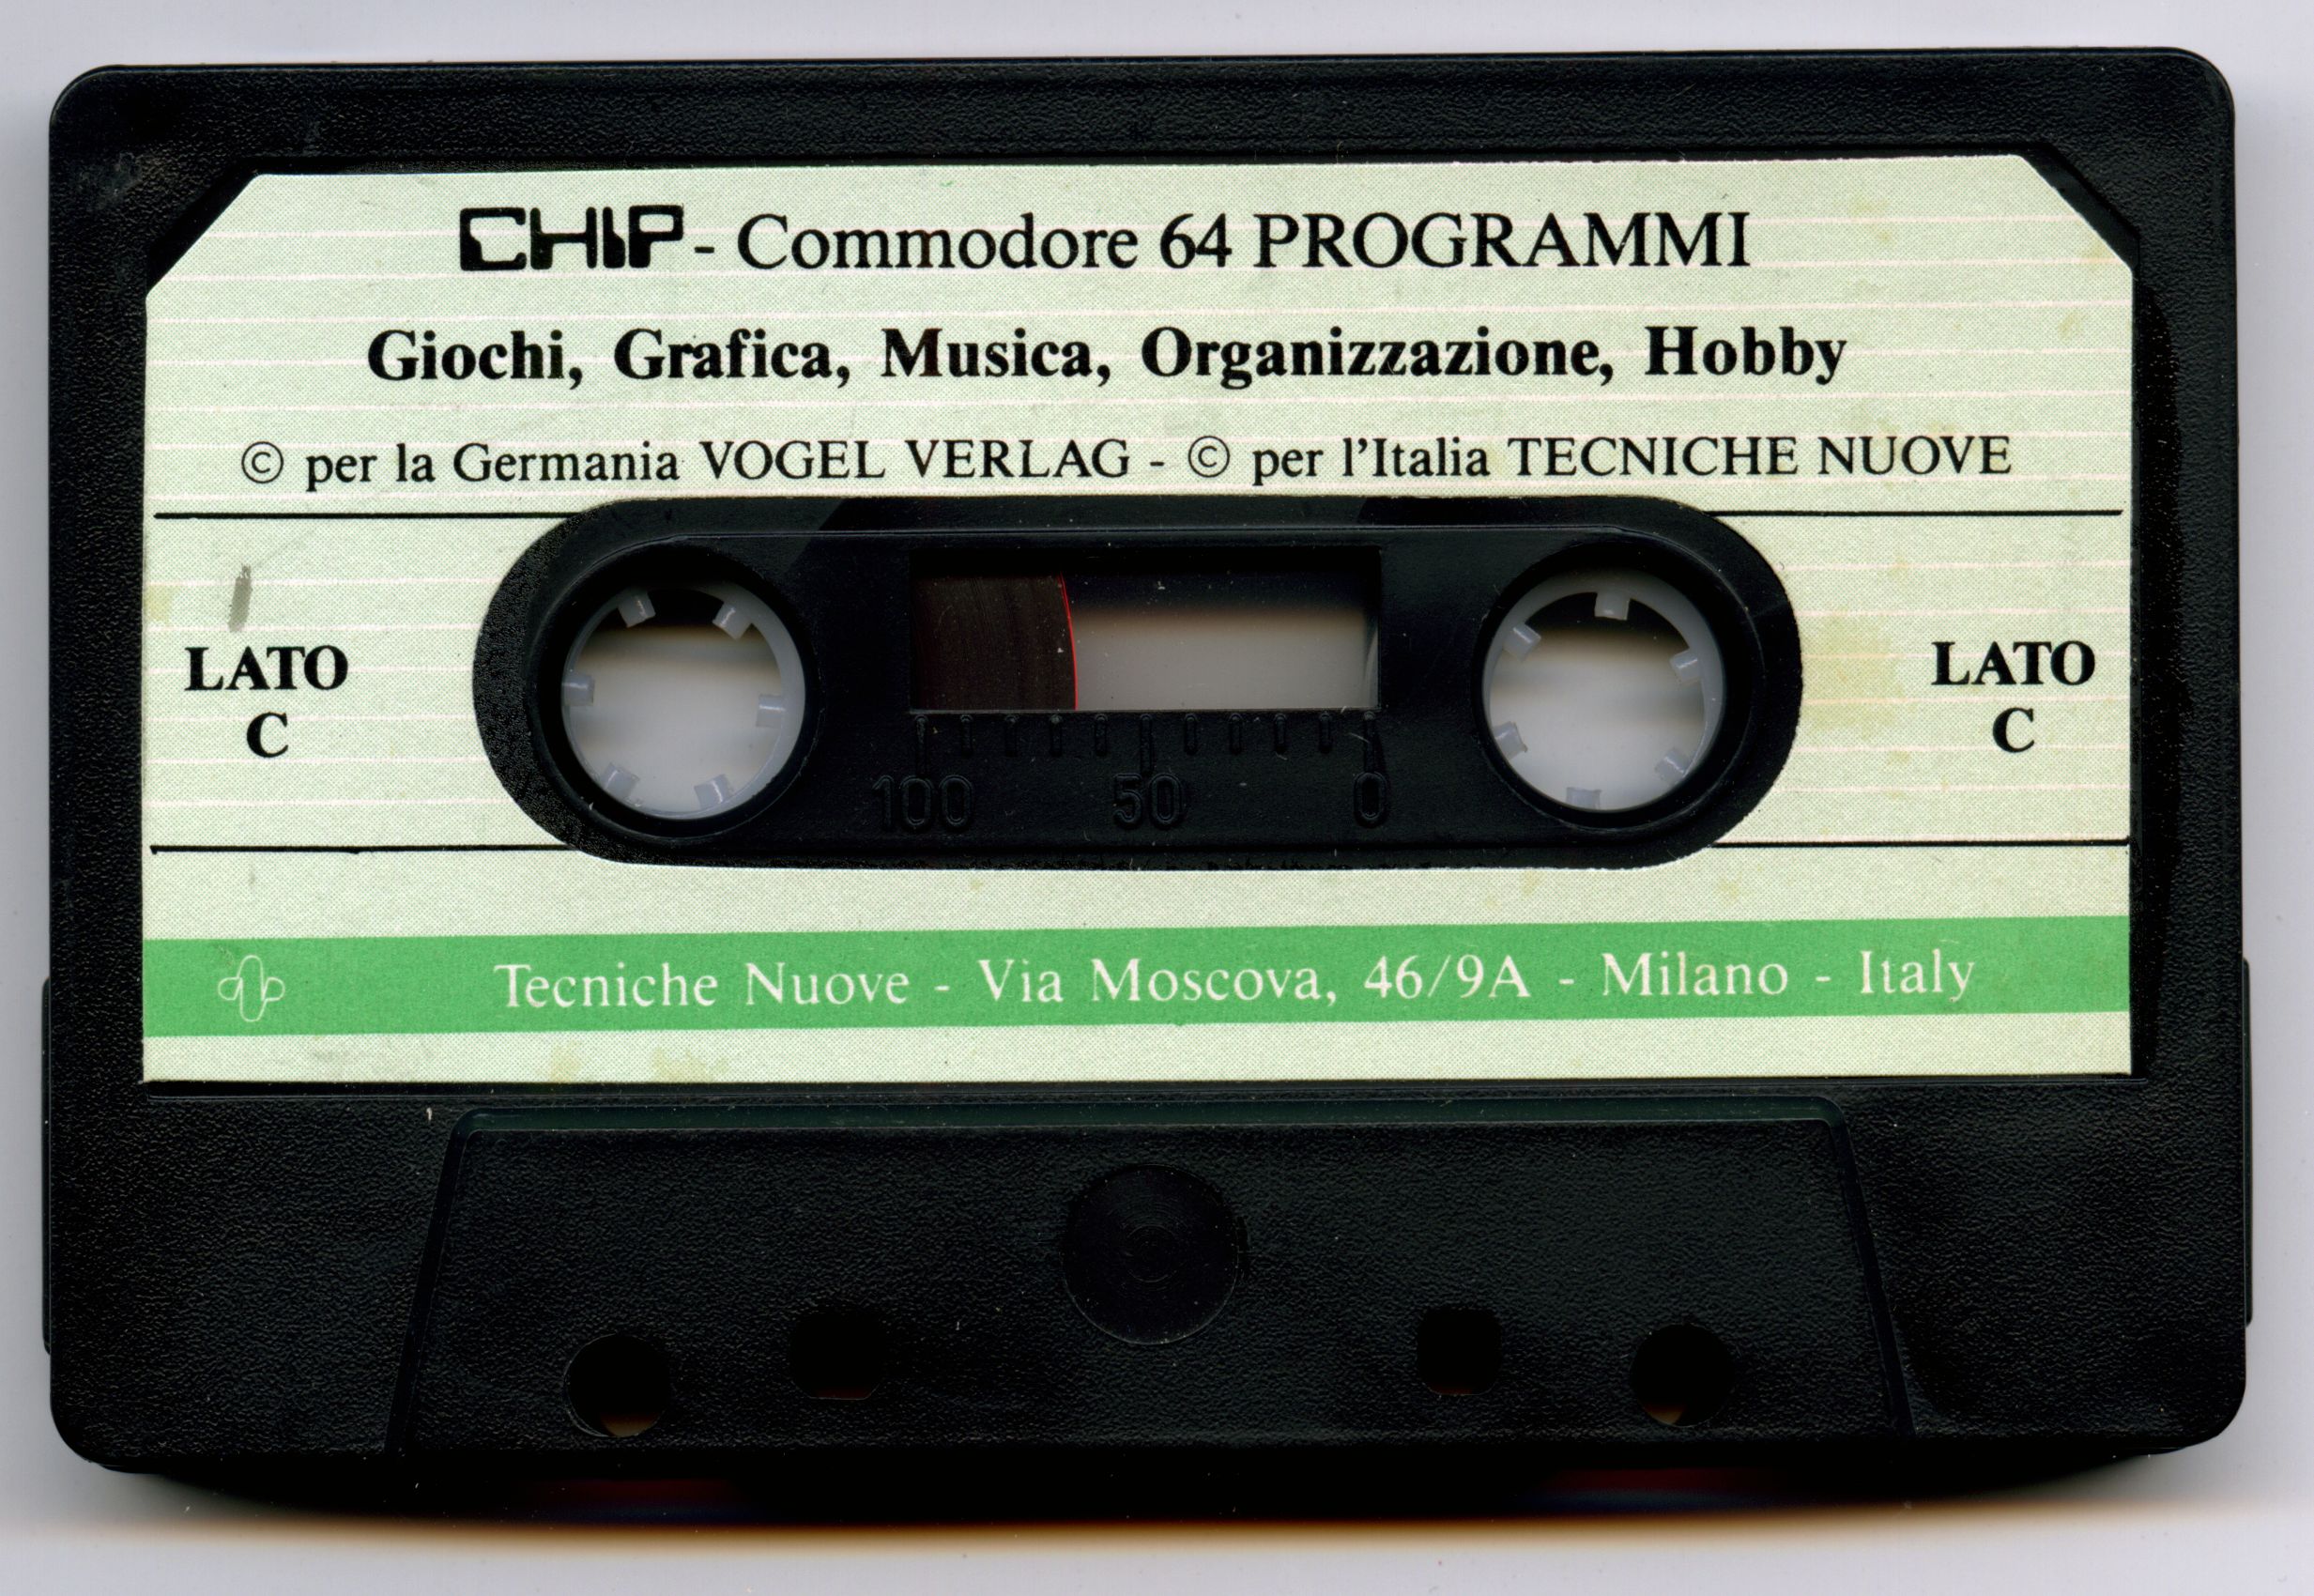 CHIP - Commodore 64 PROGRAMMI
Giochi, Grafica, Musica, Organizzazione, Hobby
© per la Germania VOGEL VERLAG - © per l'Italia TECNICHE NUOVE
LATO
C
LATO
C
100 50 0
Tecniche Nuove - Via Moscova, 46/9A - Milano - Italy